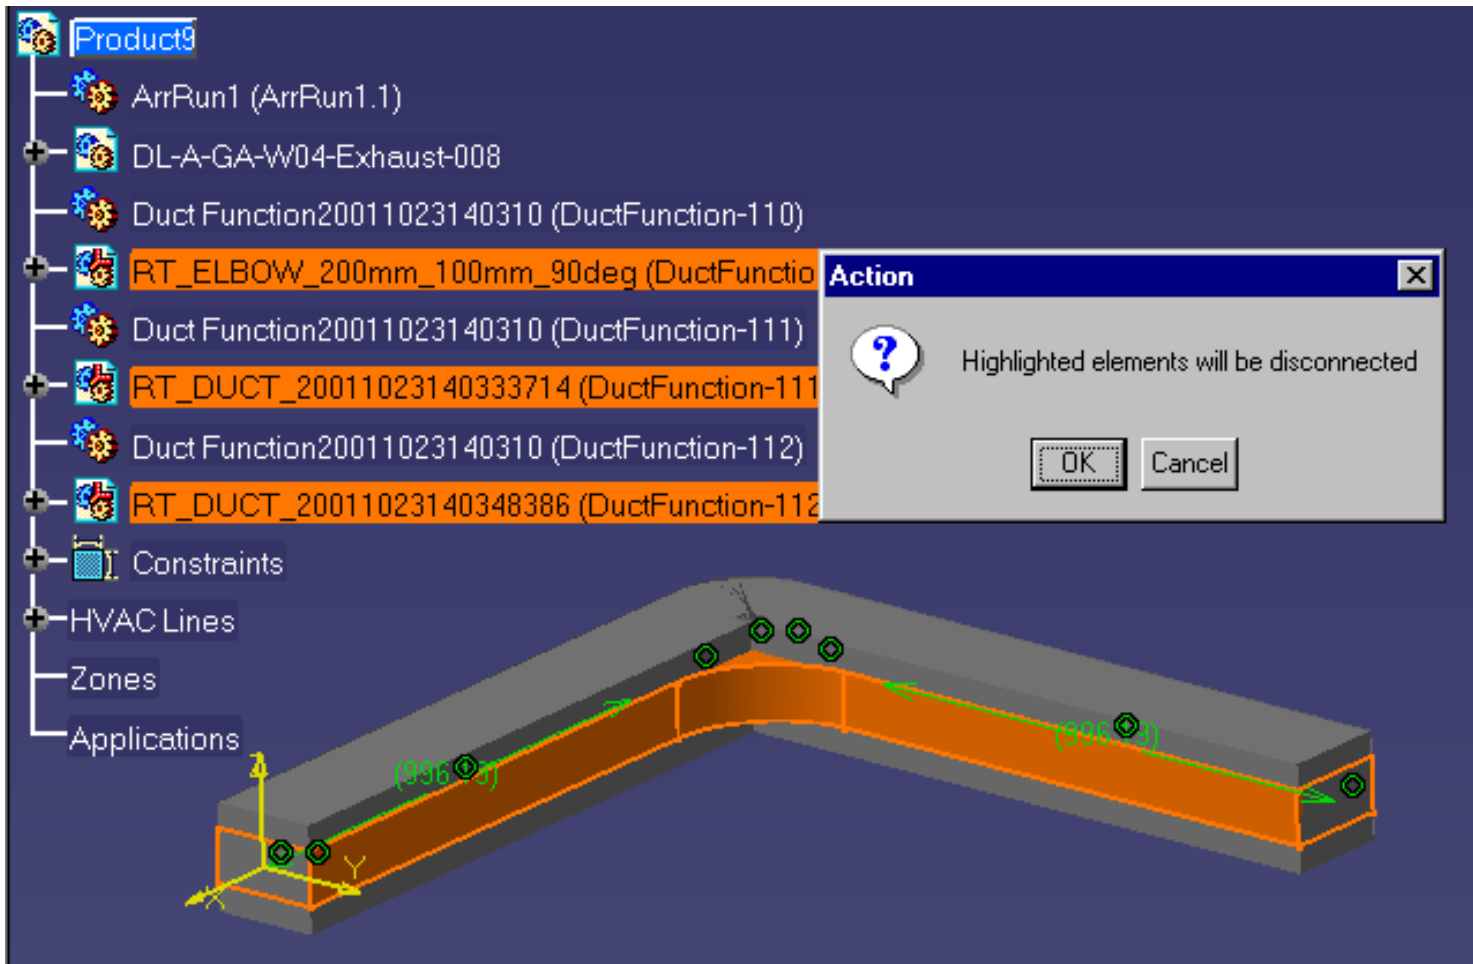 Product9
ArrRun1 (ArrRun1.1)
DL-A-GA-W04-Exhaust-008
Duct Function20011023140310 (DuctFunction-110)
RT_ELBOW_200mm_100mm_90deg (DuctFunctio
Action
Duct Function20011023140310 (DuctFunction-111)
Highlighted elements will be disconnected
RT_DUCT_20011023140333714 (DuctFunction-111
Duct Function20011023140310 (DuctFunction-112)
OK
Cancel
RT_DUCT_20011023140348386 (DuctFunction-112
Constraints
HVAC Lines
Zones
Applications
Y
X